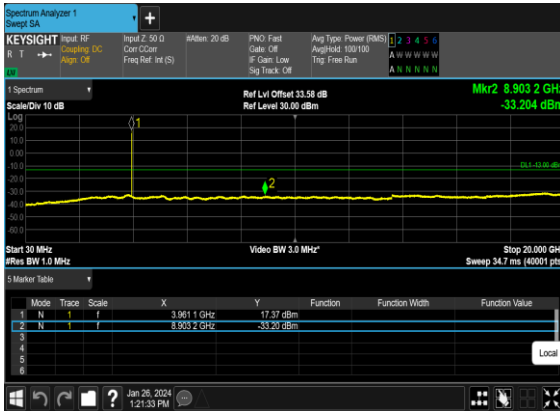 Spectrum Analyzer 1
Swept SA
+
KEYSIGHT Input: RF Input Z: 50 Ω #Atten: 20 dB PNO: Fast Avg Type: Power (RMS) 1 2 3 4 5 6
R T Coupling: DC Corr CCorr Gate: Off Avg|Hold: 100/100 A W W W W W
Align: Off Freq Ref: Int (S) IF Gain: Low Trig: Free Run
Sig Track: Off A N N N N N
1 Spectrum Ref Lvl Offset 33.58 dB Mkr2 8.903 2 GHz
Scale/Div 10 dB Ref Level 30.00 dBm -33.204 dBm
Log
20.0
10.0
0.00
-10.0
-20.0
-30.0
-40.0
-50.0
-60.0
1
2
DL1 -13.00 dBm
Start 30 MHz Video BW 3.0 MHz* Stop 20.000 GH
#Res BW 1.0 MHz Sweep 34.7 ms (40001 pts
5 Marker Table
Mode Trace Scale X Y Function Function Width Function Value
1 N 1 f 3.961 1 GHz 17.37 dBm
2 N 1 f 8.903 2 GHz -33.20 dBm
3
4
5
6
Local
? Jan 26, 2024
1:21:33 PM